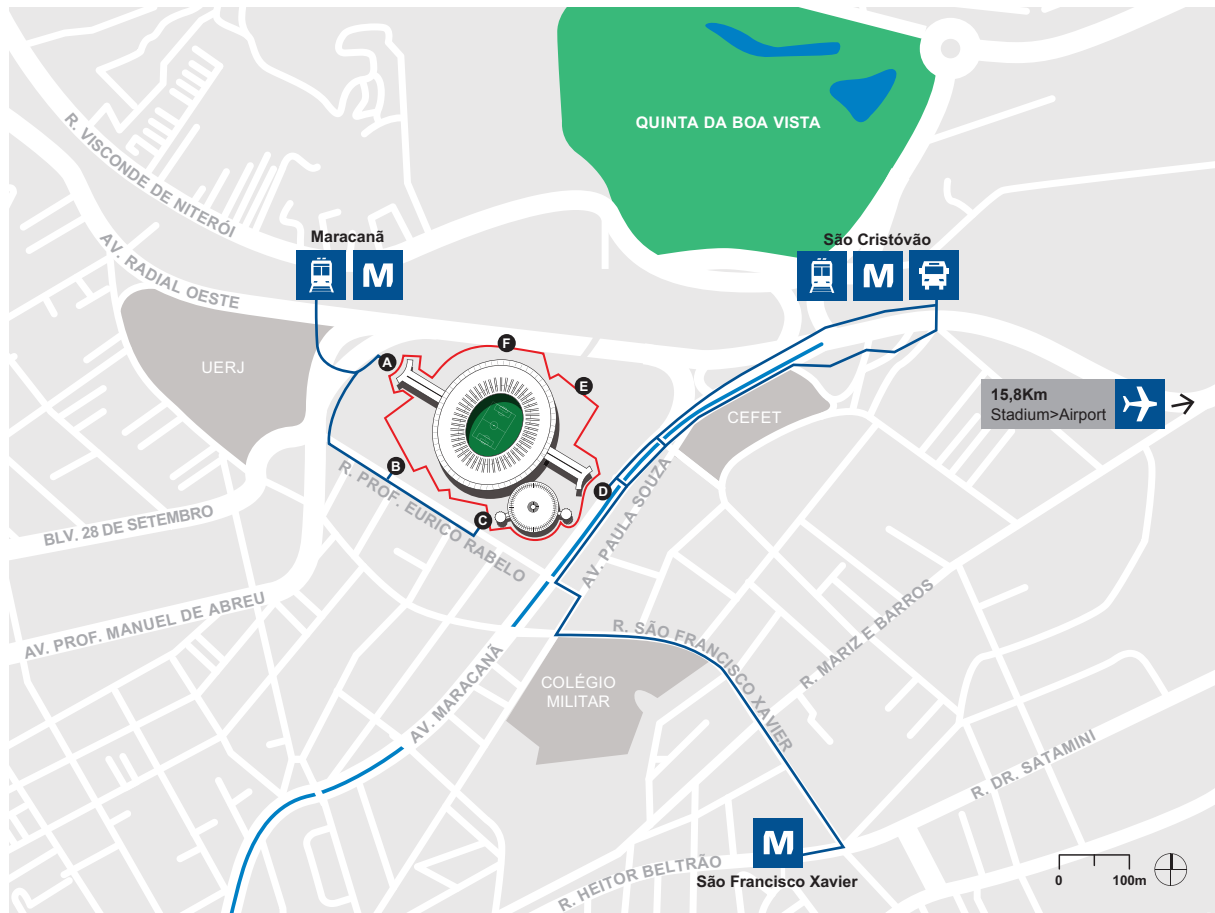 QUINTA DA BOA VISTA
R. VISCONDE DE NITERÓI
Maracanã
M
São Cristóvão
M
AV. RADIAL OESTE
UERJ
A
F
E
B
C
D
CEFET
15,8Km
Stadium>Airport
R. PROF. EURICO RABELO
AV. PAULA SOUZA
BLV. 28 DE SETEMBRO
AV. PROF. MANUEL DE ABREU
R. SÃO FRANCISCO XAVIER
R. MARIZ E BARROS
AV. MARACANÃ
COLÉGIO
MILITAR
R. DR. SATAMINI
M
São Francisco Xavier
R. HEITOR BELTRÃO
0 100m